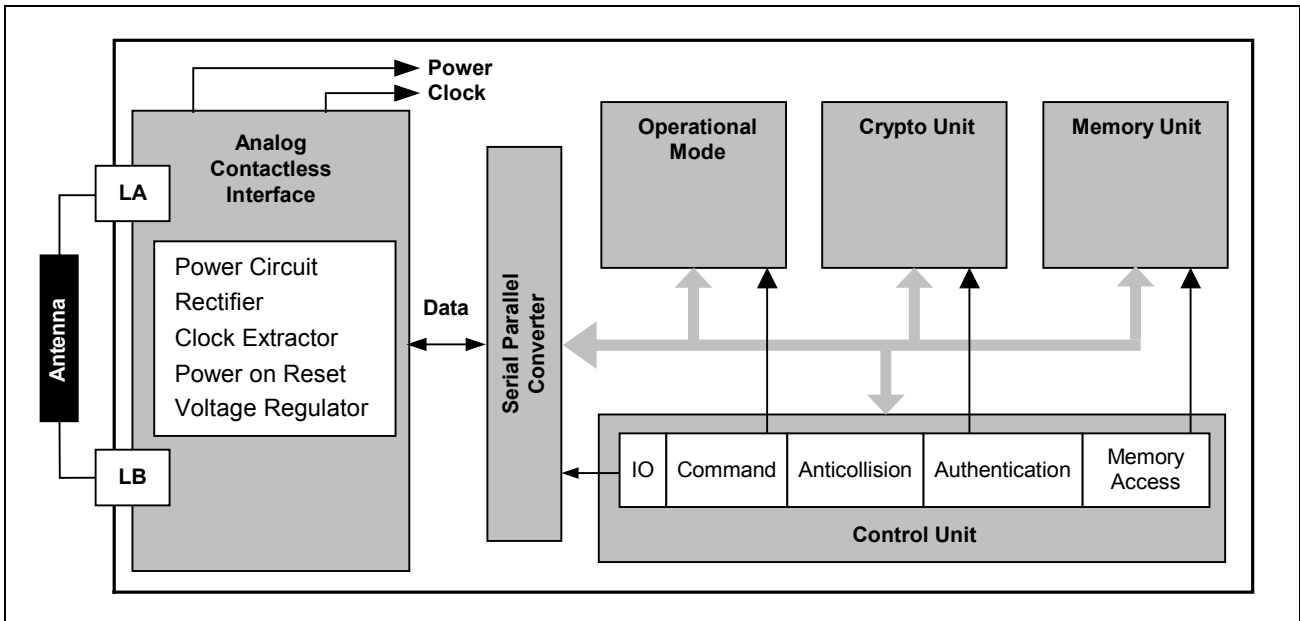 Power
Clock
Analog
Contactless
Interface
LA
Antenna
LB
Power Circuit
Rectifier
Clock Extractor
Power on Reset
Voltage Regulator
Data
Serial Parallel
Converter
Operational
Mode
Crypto Unit
Memory Unit
IO
Command
Anticollision
Authentication
Memory
Access
Control Unit